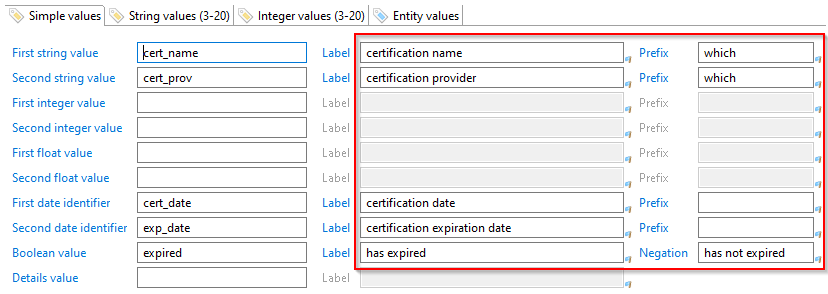 Simple values String values (3-20) Integer values (3-20) Entity values
First string value cert_name Label certification name Prefix which
Second string value cert_prov Label certification provider Prefix which
First integer value Label Prefix
Second integer value Label Prefix
First float value Label Prefix
Second float value Label Prefix
First date identifier cert_date Label certification date Prefix
Second date identifier exp_date Label certification expiration date Prefix
Boolean value expired Label has expired Negation has not expired
Details value Label